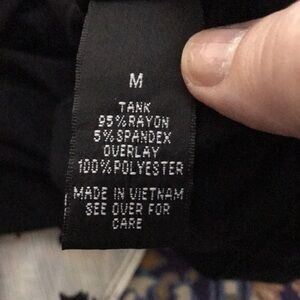 M
TANK
95%RAYON
5%SPANDEX
OVERLAY
100%POLYESTER
MADE IN VIETNAM
SEE OVER FOR
CARE